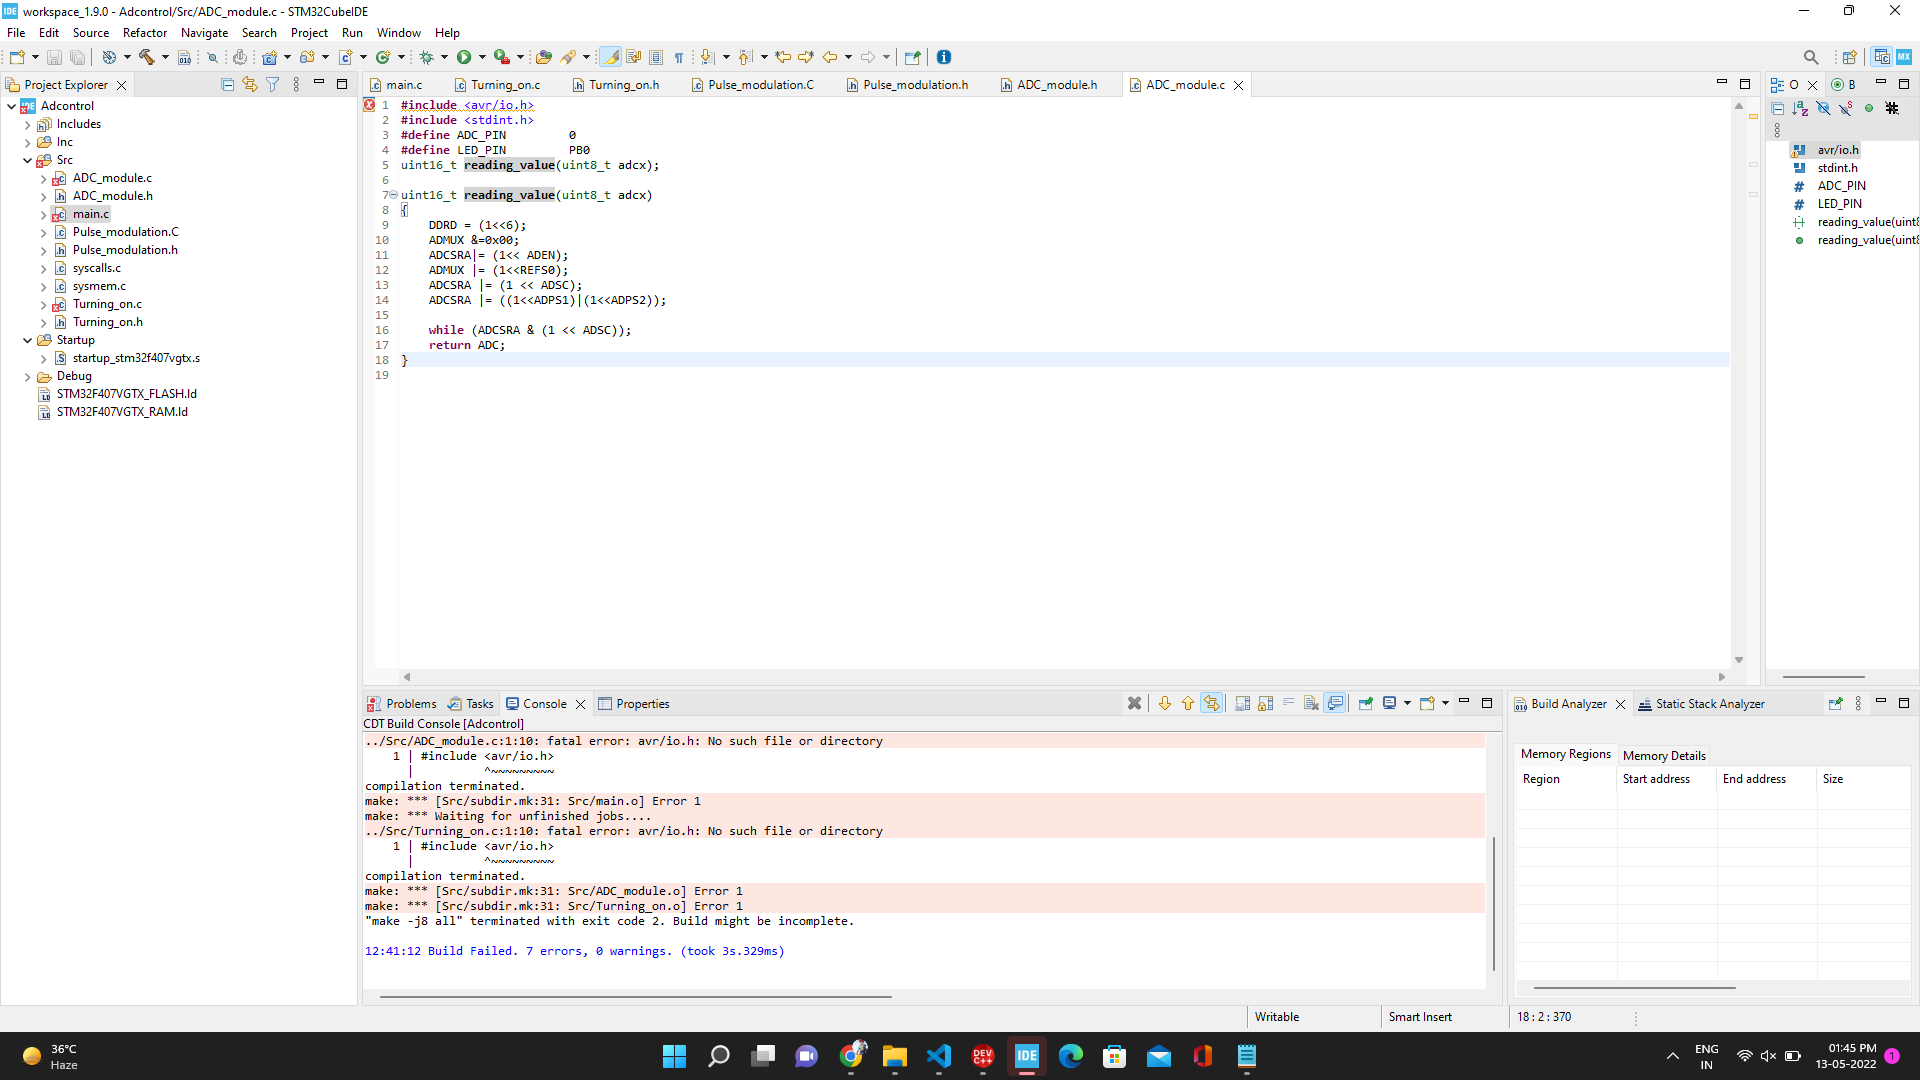 IDE workspace_1.9.0 - Adcontrol/Src/ADC_module.c - STM32CubeIDE
File Edit Source Refactor Navigate Search Project Run Window Help
Project Explorer
Adcontrol
Includes
Inc
Src
ADC_module.c
ADC_module.h
main.c
Pulse_modulation.C
Pulse_modulation.h
syscalls.c
sysmem.c
Turning_on.c
Turning_on.h
Startup
startup_stm32f407vgtx.s
Debug
STM32F407VGTX_FLASH.ld
STM32F407VGTX_RAM.ld
main.c Turning_on.c Turning_on.h Pulse_modulation.C Pulse_modulation.h ADC_module.h ADC_module.c
1 #include <avr/io.h>
2 #include <stdint.h>
3 #define ADC_PIN 0
4 #define LED_PIN PB0
5 uint16_t reading_value(uint8_t adcx);
6
7 uint16_t reading_value(uint8_t adcx)
8 {
9 DDRD = (1<<6);
10 ADMUX &=0x00;
11 ADCSRA|= (1<< ADEN);
12 ADMUX |= (1<<REFS0);
13 ADCSRA |= (1 << ADSC);
14 ADCSRA |= ((1<<ADPS1)|(1<<ADPS2));
15
16 while (ADCSRA & (1 << ADSC));
17 return ADC;
18 }
19
O B
avr/io.h
stdint.h
ADC_PIN
LED_PIN
reading_value(uint8
reading_value(uint8
Problems Tasks Console Properties
CDT Build Console [Adcontrol]
../Src/ADC_module.c:1:10: fatal error: avr/io.h: No such file or directory
1 | #include <avr/io.h>
| ^~~~~~~~~~
compilation terminated.
make: *** [Src/subdir.mk:31: Src/main.o] Error 1
make: *** Waiting for unfinished jobs....
../Src/Turning_on.c:1:10: fatal error: avr/io.h: No such file or directory
1 | #include <avr/io.h>
| ^~~~~~~~~~
compilation terminated.
make: *** [Src/subdir.mk:31: Src/ADC_module.o] Error 1
make: *** [Src/subdir.mk:31: Src/Turning_on.o] Error 1
"make -j8 all" terminated with exit code 2. Build might be incomplete.
12:41:12 Build Failed. 7 errors, 0 warnings. (took 3s.329ms)
Build Analyzer Static Stack Analyzer
Memory Regions Memory Details
Region Start address End address Size
Writable Smart Insert 18 : 2 : 370
36°C
Haze
DEV C++
IDE
ENG
IN
01:45 PM
13-05-2022
1